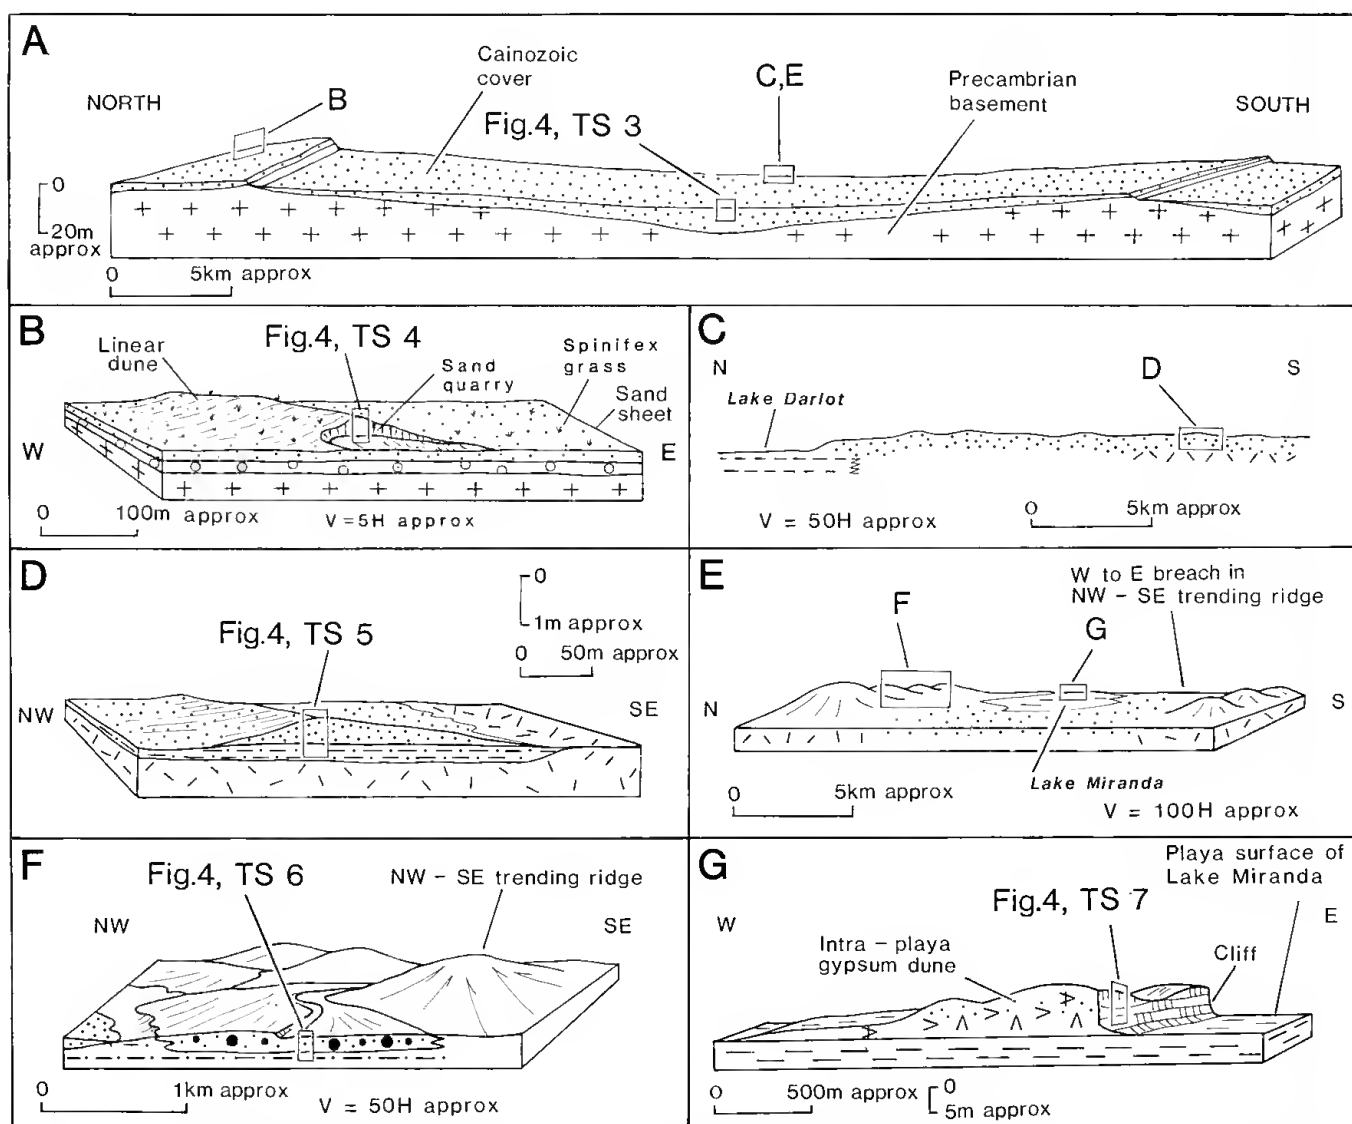 A
NORTH
B
Cainozoic
cover
Fig.4, TS 3
C,E
Precambrian
basement
SOUTH
0
20m
approx
0 5km approx
B
Linear
dune
Fig.4, TS 4
Sand
quarry
Spinifex
grass
Sand
sheet
W
E
0 100m approx
V = 5H approx
C
N
S
Lake Darlot
D
V = 50H approx
0 5km approx
D
0
1m approx
0 50m approx
Fig.4, TS 5
NW
SE
E
W to E breach in
NW - SE trending ridge
F
G
N
S
Lake Miranda
0 5km approx
V = 100H approx
F
Fig.4, TS 6
NW - SE trending ridge
NW
SE
0 1km approx
V = 50H approx
G
Playa surface of
Lake Miranda
Fig.4, TS 7
W
E
Intra - playa
gypsum dune
Cliff
0 500m approx
0
5m approx